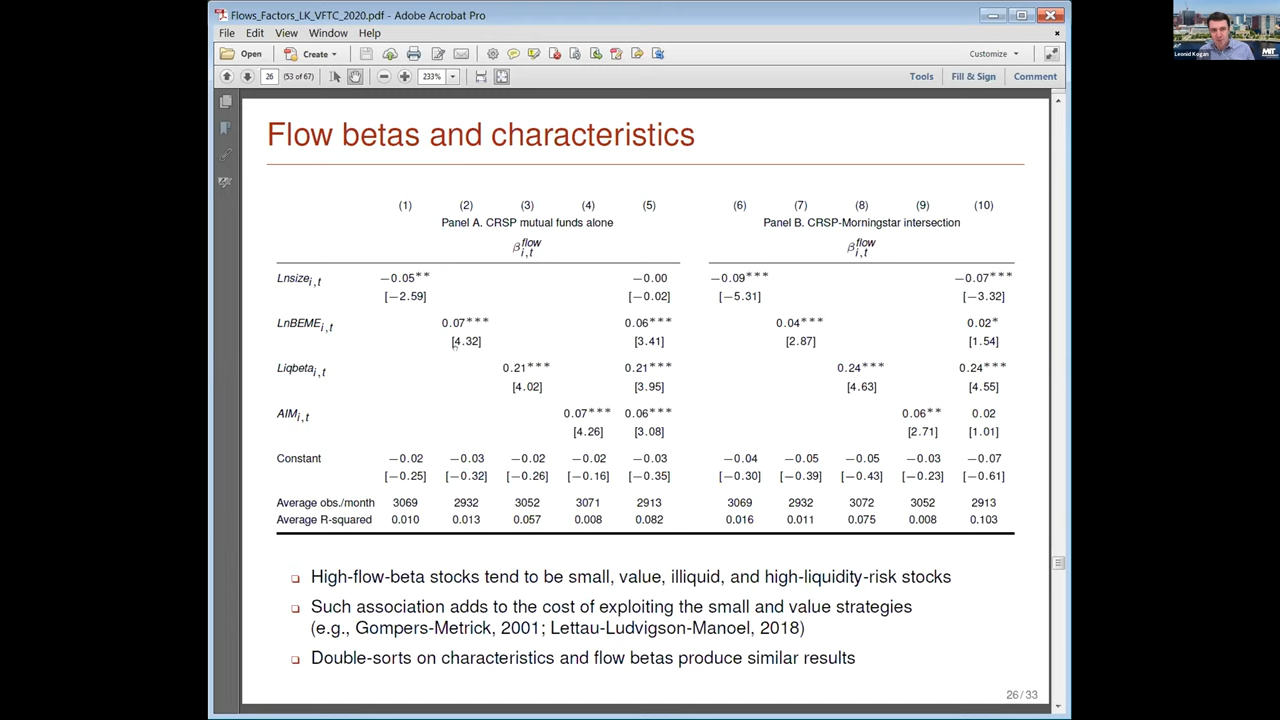 Flows_Factors_LK_VFTC_2020.pdf - Adobe Acrobat Pro
File Edit View Window Help
Open Create Customize
26 (53 of 67) 233% Tools Fill & Sign Comment
Leonid Kogan
MIT
Flow betas and characteristics
(1) (2) (3) (4) (5) (6) (7) (8) (9) (10)
Panel A. CRSP mutual funds alone Panel B. CRSP-Morningstar intersection
β^flow_i,t β^flow_i,t
Lnsize_i,t −0.05** −0.00 −0.09*** −0.07***
[−2.59] [−0.02] [−5.31] [−3.32]
LnBEME_i,t 0.07*** 0.06*** 0.04*** 0.02*
[4.32] [3.41] [2.87] [1.54]
Liqbeta_i,t 0.21*** 0.21*** 0.24*** 0.24***
[4.02] [3.95] [4.63] [4.55]
AIM_i,t 0.07*** 0.06*** 0.06** 0.02
[4.26] [3.08] [2.71] [1.01]
Constant −0.02 −0.03 −0.02 −0.02 −0.03 −0.04 −0.05 −0.05 −0.03 −0.07
[−0.25] [−0.32] [−0.26] [−0.16] [−0.35] [−0.30] [−0.39] [−0.43] [−0.23] [−0.61]
Average obs./month 3069 2932 3052 3071 2913 3069 2932 3072 3052 2913
Average R-squared 0.010 0.013 0.057 0.008 0.082 0.016 0.011 0.075 0.008 0.103
High-flow-beta stocks tend to be small, value, illiquid, and high-liquidity-risk stocks
Such association adds to the cost of exploiting the small and value strategies
(e.g., Gompers-Metrick, 2001; Lettau-Ludvigson-Manoel, 2018)
Double-sorts on characteristics and flow betas produce similar results
26 / 33